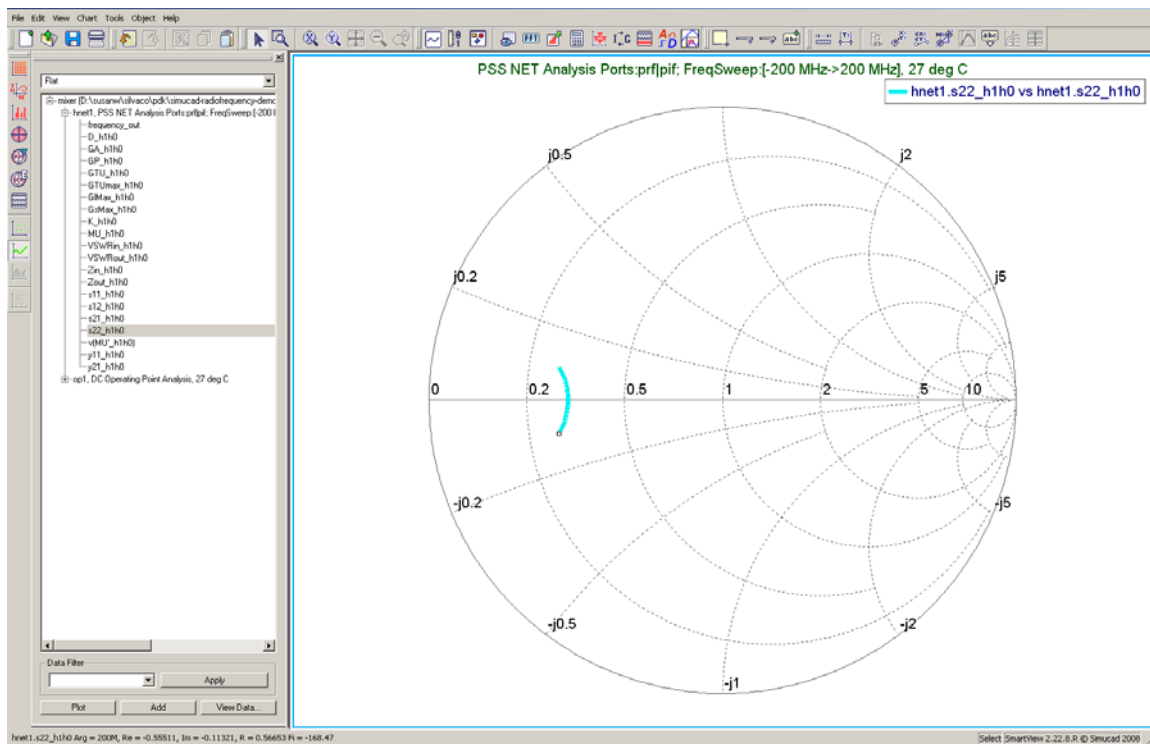 File Edit View Chart Tools Object Help
Flat
mixer (D:\susanw\silvaco\pdk\simucad-radiofrequency-demo
hnet1, PSS NET Analysis Ports:prf|pif; FreqSweep:[-200 M
frequency_out
D_h1h0
GA_h1h0
GP_h1h0
GTU_h1h0
GTUmax_h1h0
GlMax_h1h0
GsMax_h1h0
K_h1h0
MU_h1h0
VSWRin_h1h0
VSWRout_h1h0
Zin_h1h0
Zout_h1h0
s11_h1h0
s12_h1h0
s21_h1h0
s22_h1h0
v(MU'_h1h0)
y11_h1h0
y21_h1h0
op1, DC Operating Point Analysis, 27 deg C
Data Filter
Apply
Plot Add View Data...
PSS NET Analysis Ports:prf|pif; FreqSweep:[-200 MHz->200 MHz], 27 deg C
hnet1.s22_h1h0 vs hnet1.s22_h1h0
j0.5 j2
j0.2 j5
0 0.2 0.5 1 2 5 10
-j0.2 -j5
-j0.5 -j2
-j1
hnet1.s22_h1h0 Arg = 200M, Re = -0.55511, Im = -0.11321, R = 0.56653 Fi = -168.47
Select SmartView 2.22.8.R © Simucad 2008